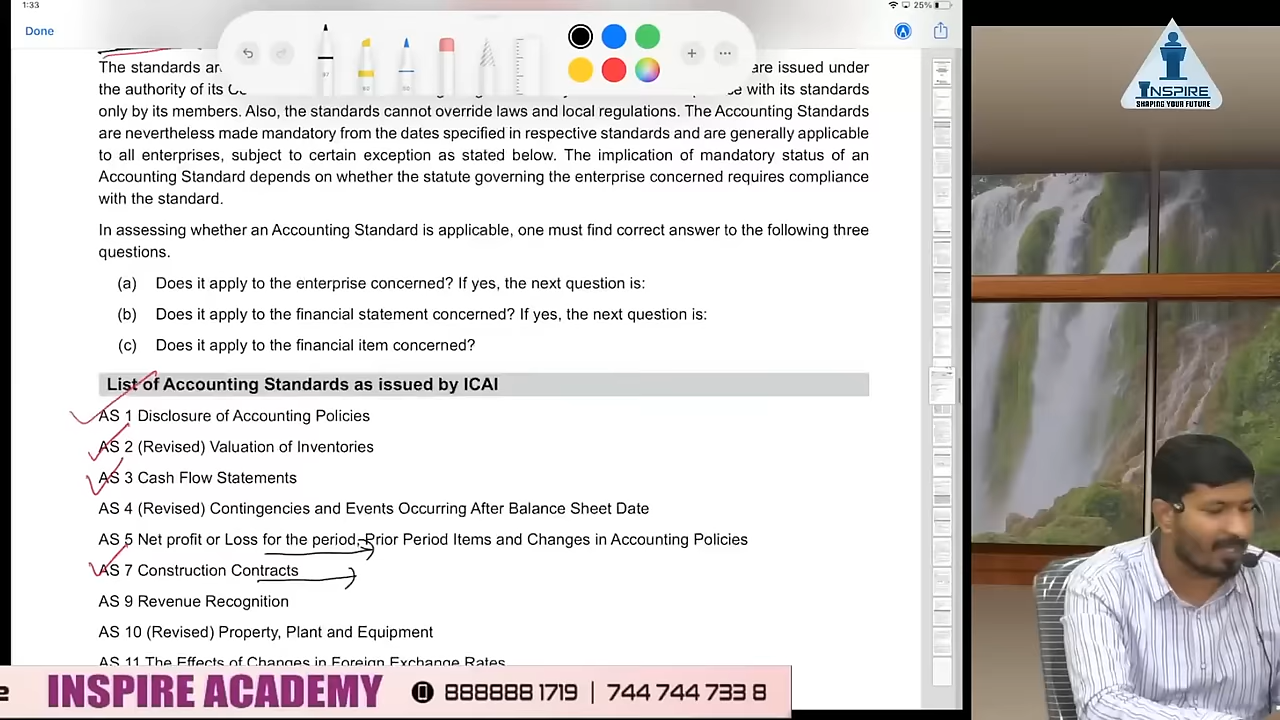 1:33
25%
Done
The standards are issued under
the authority of its with its standards
only by its members. Also, the standards cannot override laws and local regulations. The Accounting Standards
are nevertheless made mandatory from the dates specified in respective standards and are generally applicable
to all enterprises, subject to certain exception as stated below. The implication of mandatory status of an
Accounting Standard depends on whether the statute governing the enterprise concerned requires compliance
with the standard.
In assessing whether an Accounting Standard is applicable, one must find correct answer to the following three
questions.
(a) Does it apply to the enterprise concerned? If yes, the next question is:
(b) Does it apply to the financial statement concerned? If yes, the next question is:
(c) Does it apply to the financial item concerned?
List of Accounting Standards as issued by ICAI
AS 1 Disclosure of Accounting Policies
AS 2 (Revised) Valuation of Inventories
AS 3 Cash Flow Statements
AS 4 (Revised) Contingencies and Events Occurring After Balance Sheet Date
AS 5 Net profit or Loss for the period, Prior Period Items and Changes in Accounting Policies
AS 7 Construction Contracts
AS 9 Revenue Recognition
AS 10 (Revised) Property, Plant and Equipment
AS 11 The Effects of Changes in Foreign Exchange Rates
INSPIRE ACADEMY 888888 1719 | 744 744 733 8
INSPIRE
SHAPING YOUR FUTURE